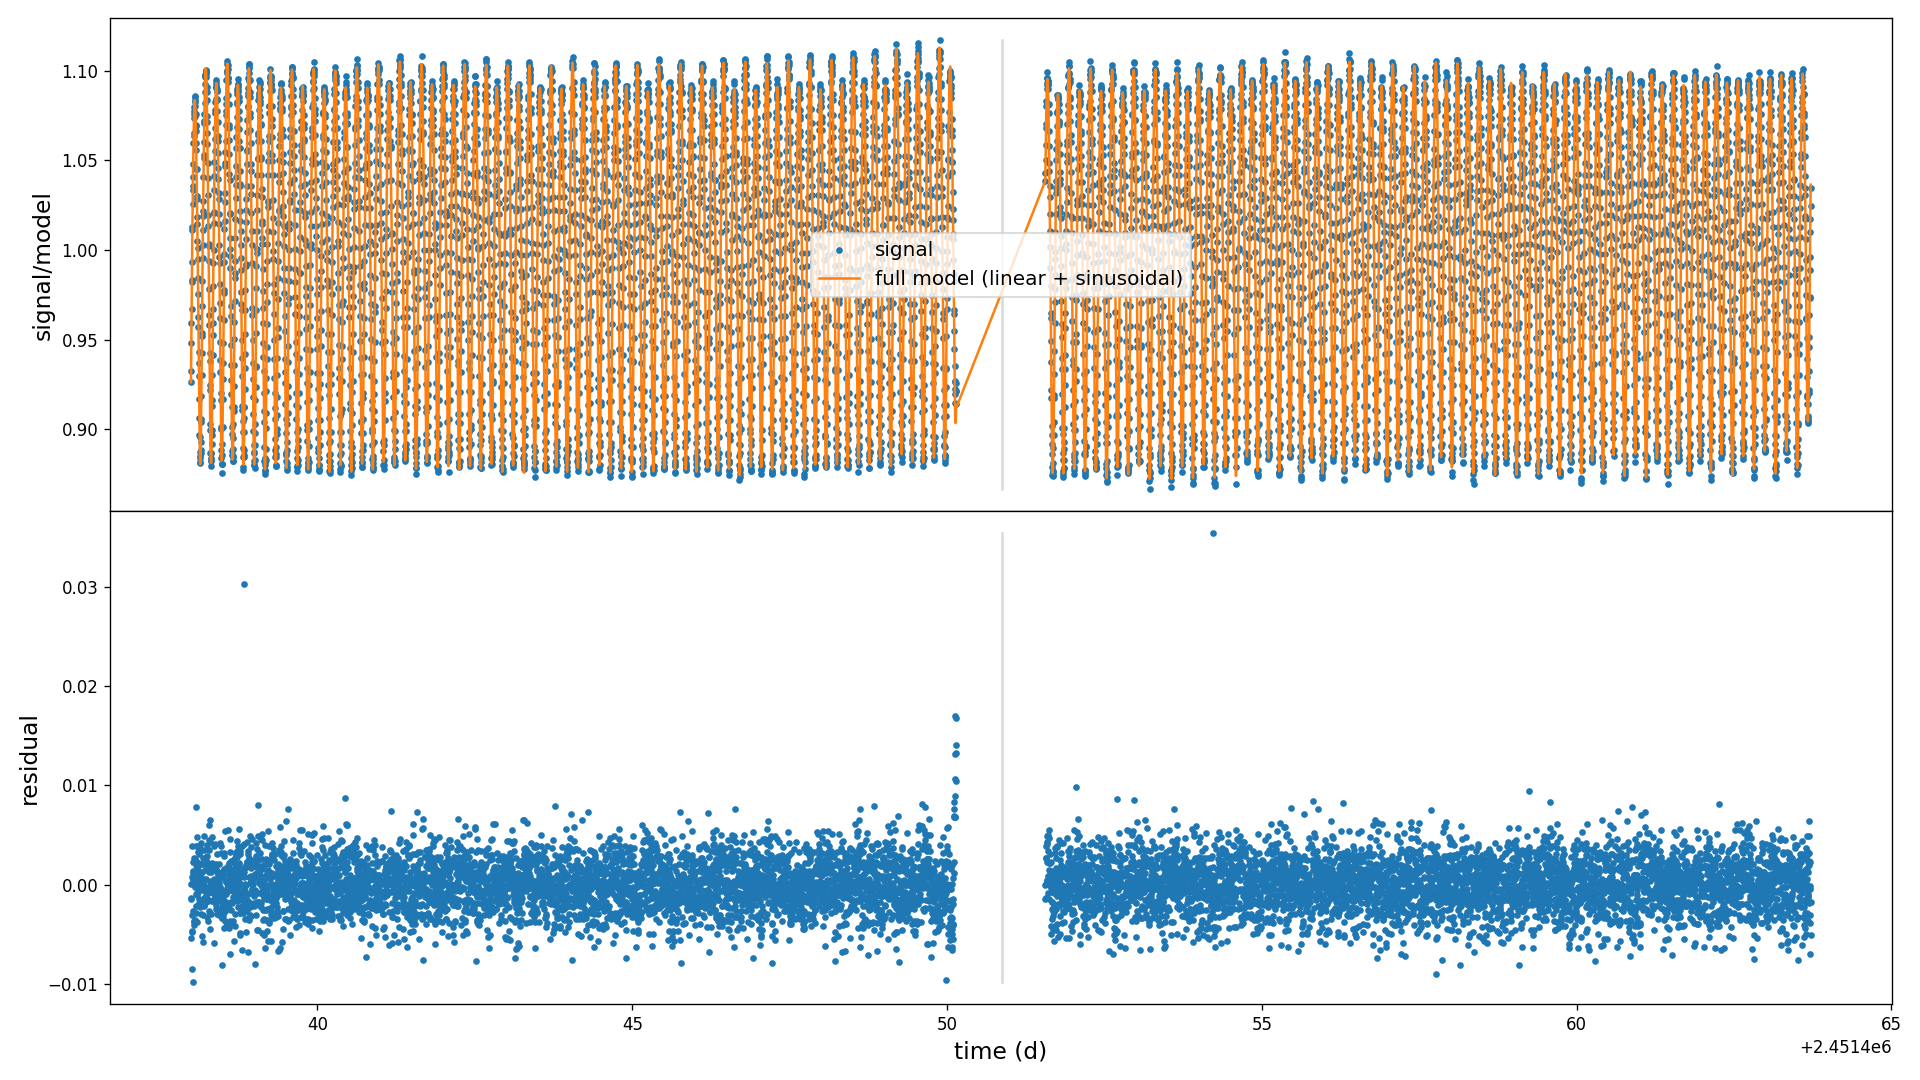 1.10
1.05
1.00
0.95
0.90
signal/model
signal
full model (linear + sinusoidal)
0.03
0.02
0.01
0.00
−0.01
residual
40
45
50
55
60
65
time (d)
+2.4514e6